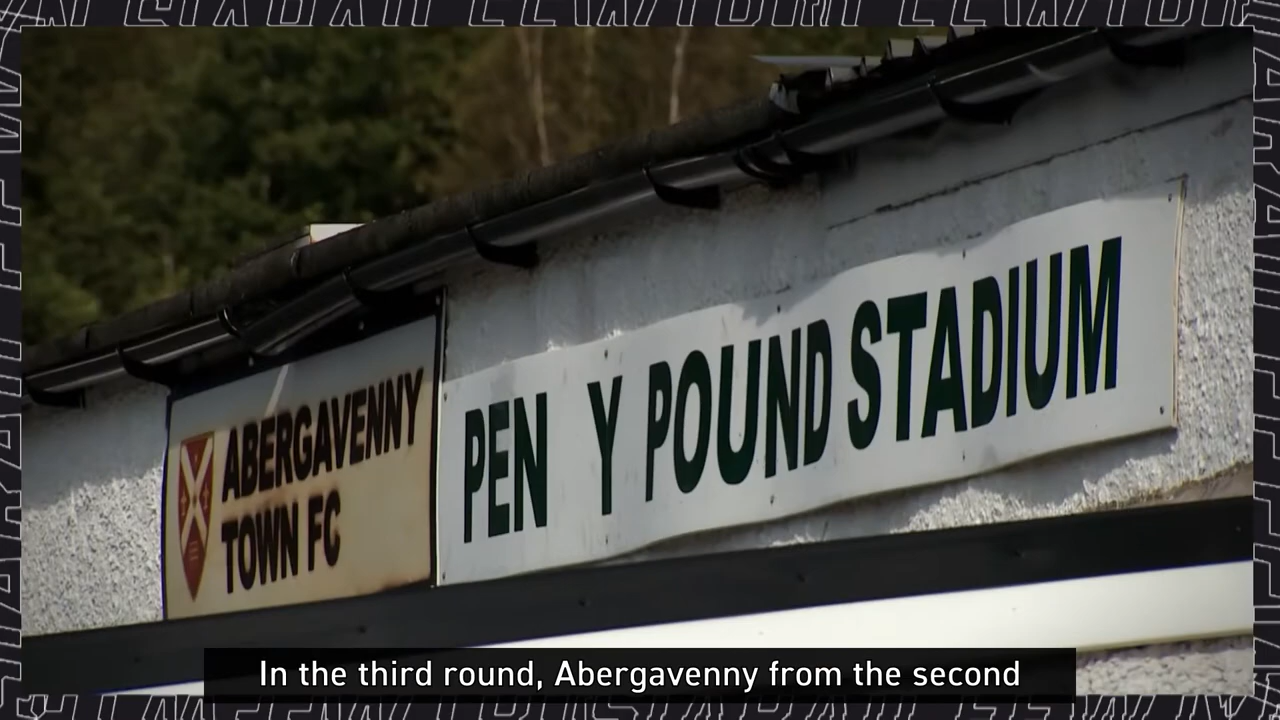 ABERGAVENNY
TOWN FC
PEN Y POUND STADIUM
In the third round, Abergavenny from the second